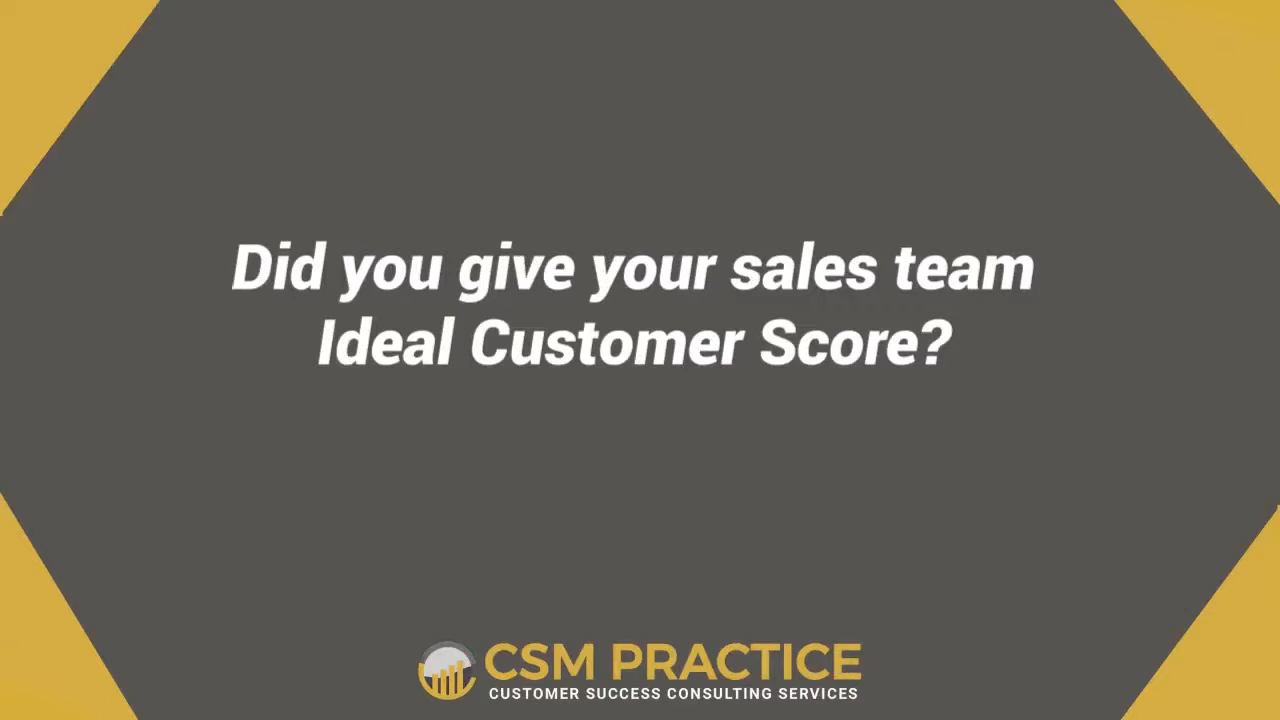 Did you give your sales team
Ideal Customer Score?
CSM PRACTICE
CUSTOMER SUCCESS CONSULTING SERVICES